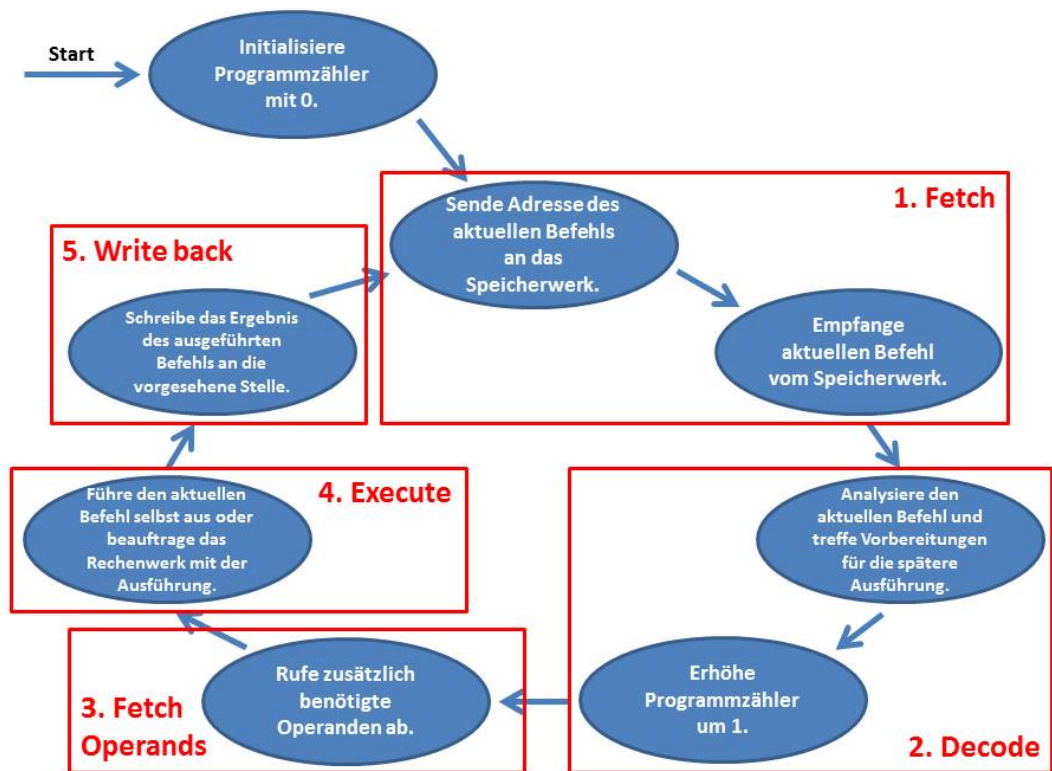 Start
Initialisiere
Programmzähler
mit 0.
1. Fetch
Sende Adresse des
aktuellen Befehls
an das
Speicherwerk.
Empfange
aktuellen Befehl
vom Speicherwerk.
Analysiere den
aktuellen Befehl und
treffe Vorbereitungen
für die spätere
Ausführung.
Erhöhe
Programmzähler
um 1.
2. Decode
Rufe zusätzlich
benötigte
Operanden ab.
3. Fetch
Operands
4. Execute
Führe den aktuellen
Befehl selbst aus oder
beauftrage das
Rechenwerk mit der
Ausführung.
5. Write back
Schreibe das Ergebnis
des ausgeführten
Befehls an die
vorgesehene Stelle.